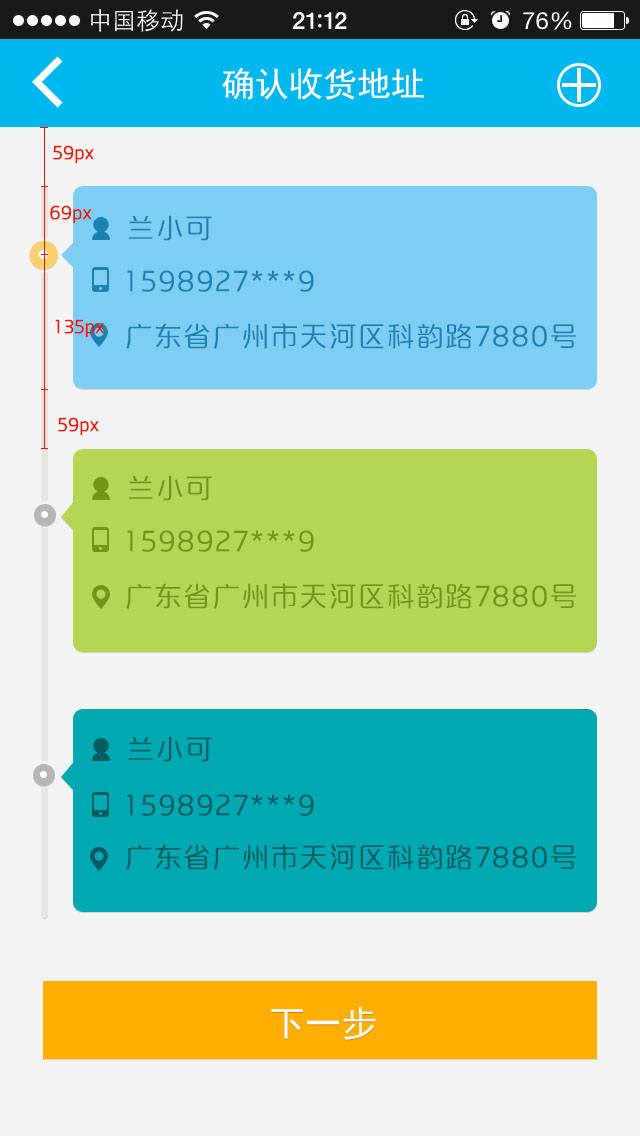 中国移动 21:12 76%
确认收货地址
59px
69px
兰小可
1598927***9
135px
广东省广州市天河区科韵路7880号
59px
兰小可
1598927***9
广东省广州市天河区科韵路7880号
兰小可
1598927***9
广东省广州市天河区科韵路7880号
下一步